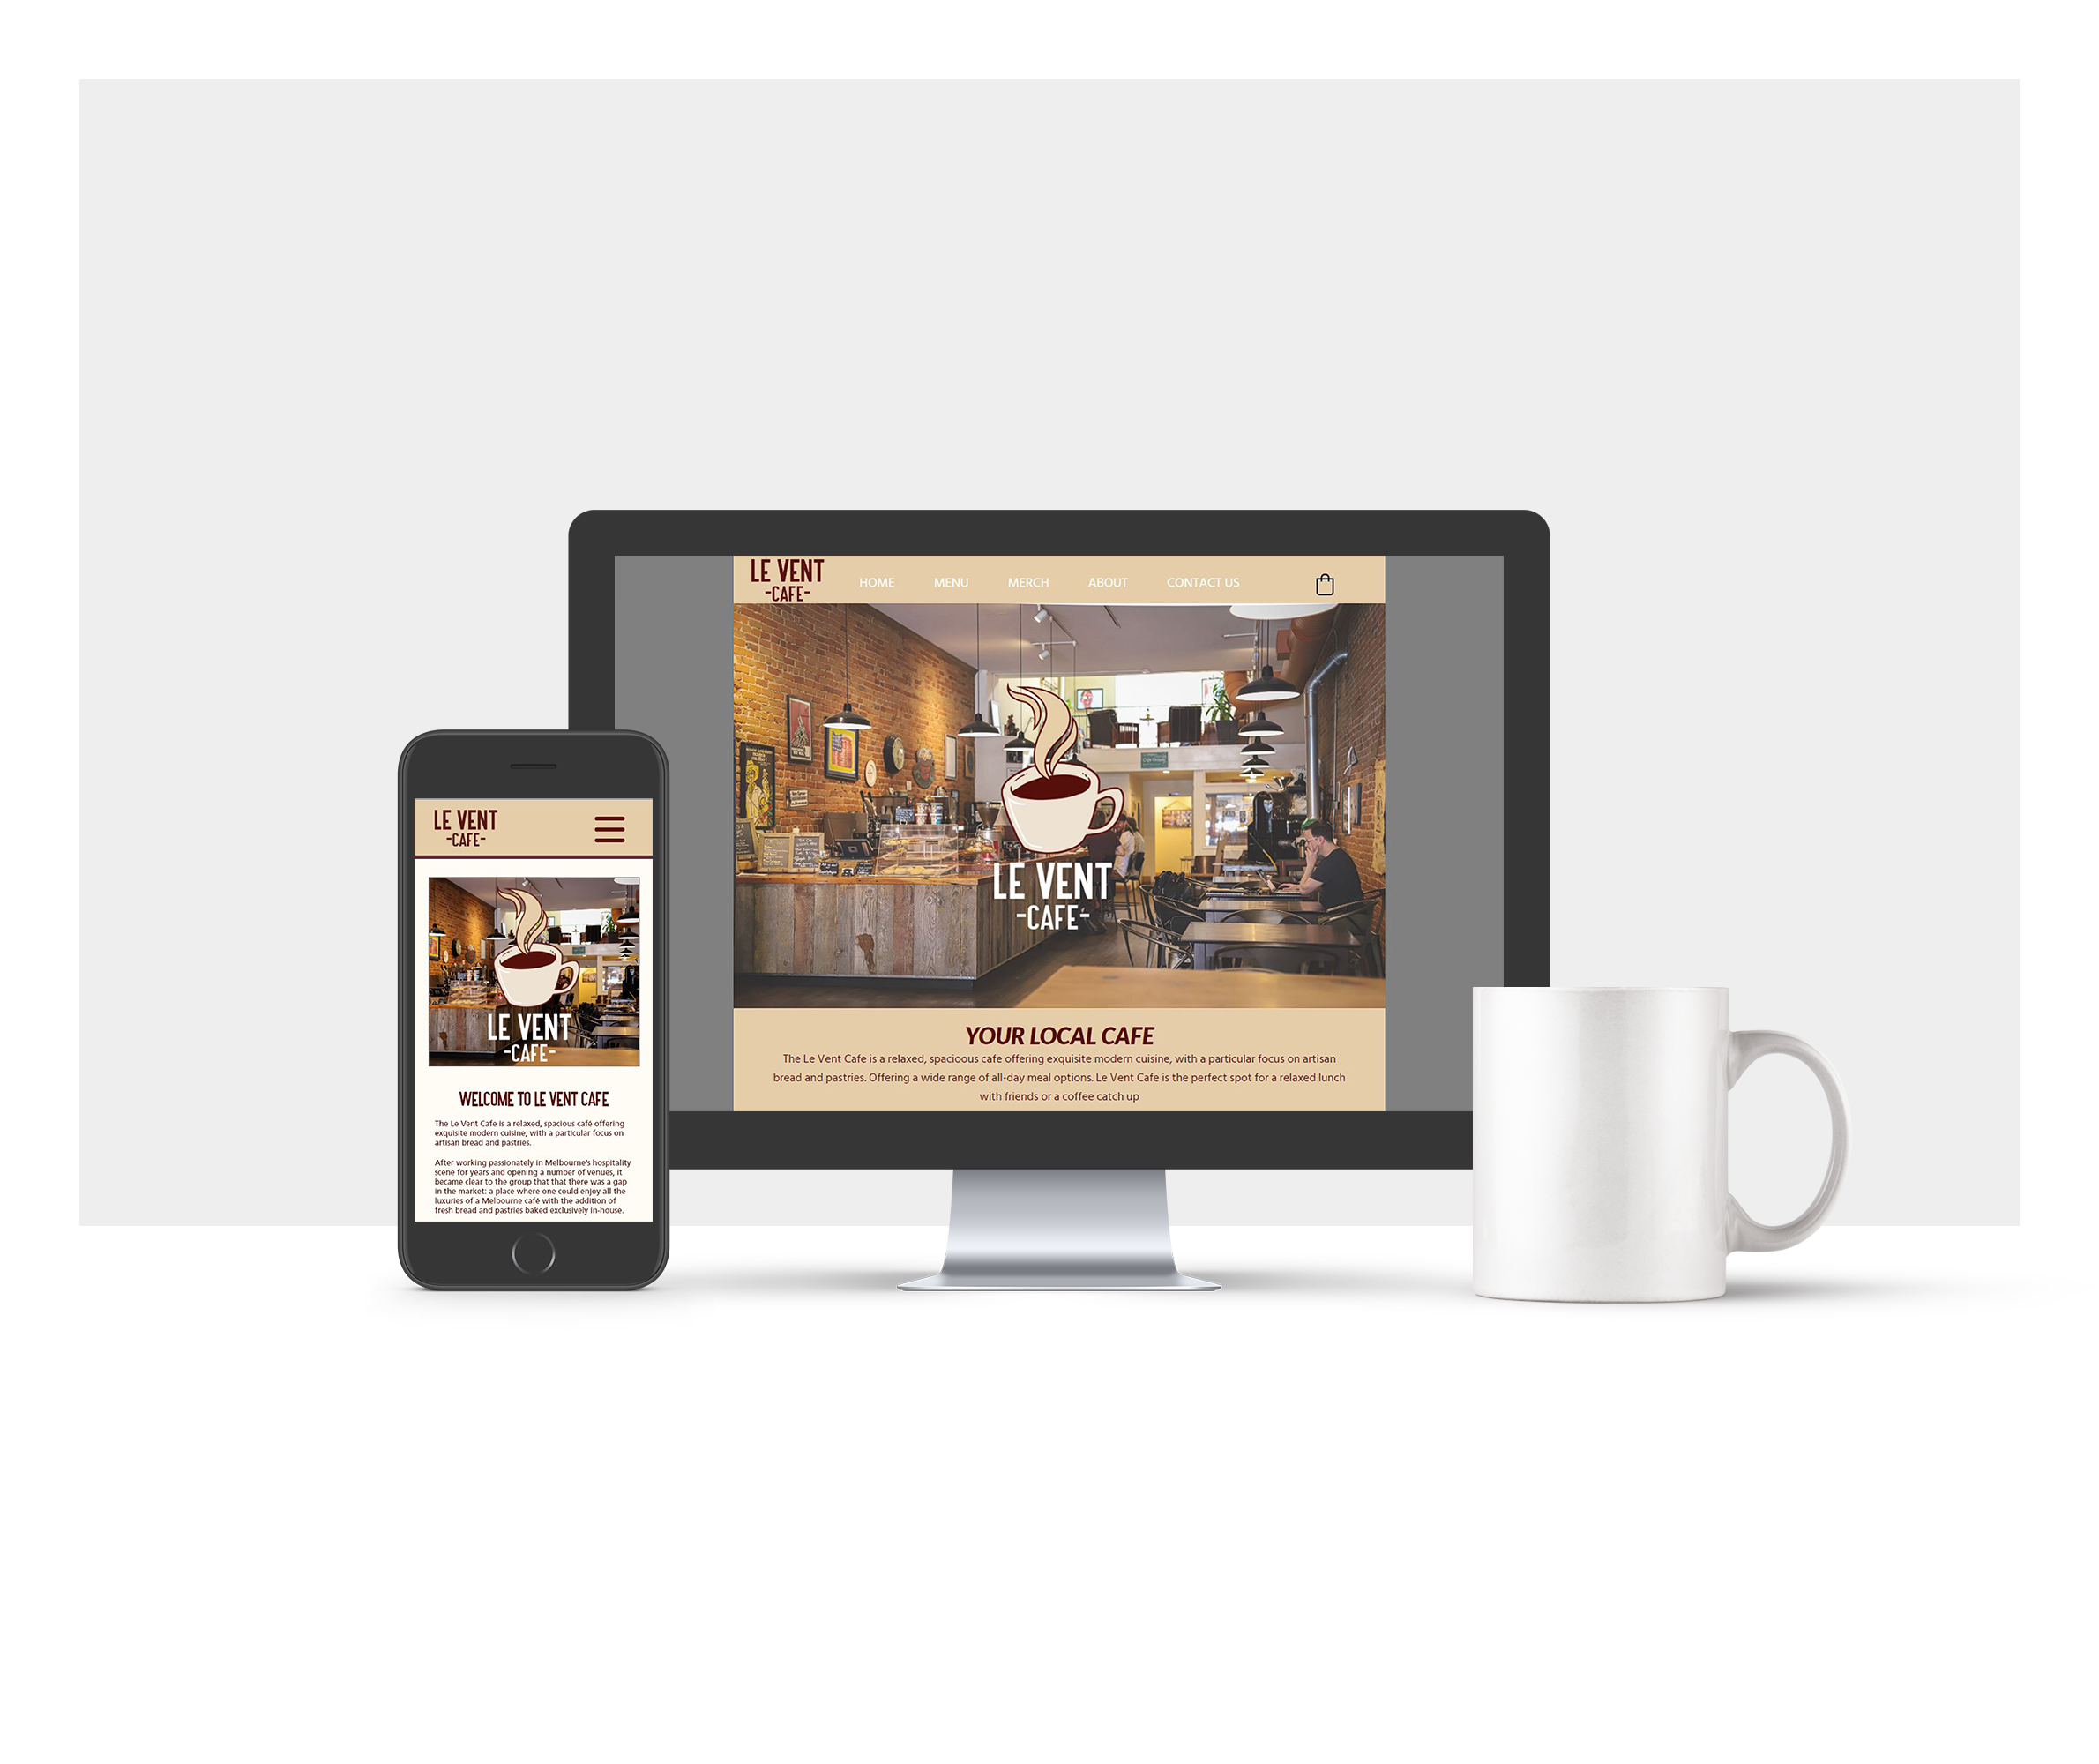 LE VENT
-CAFE-
HOME MENU MERCH ABOUT CONTACT US
LE VENT
-CAFE-
YOUR LOCAL CAFE
The Le Vent Cafe is a relaxed, spacioous cafe offering exquisite modern cuisine, with a particular focus on artisan
bread and pastries. Offering a wide range of all-day meal options. Le Vent Cafe is the perfect spot for a relaxed lunch
with friends or a coffee catch up
LE VENT
-CAFE-
LE VENT
-CAFE-
WELCOME TO LE VENT CAFE
The Le Vent Cafe is a relaxed, spacious café offering
exquisite modern cuisine, with a particular focus on
artisan bread and pastries.
After working passionately in Melbourne's hospitality
scene for years and opening a number of venues, it
became clear to the group that that there was a gap
in the market: a place where one could enjoy all the
luxuries of a Melbourne café with the addition of
fresh bread and pastries baked exclusively in-house.